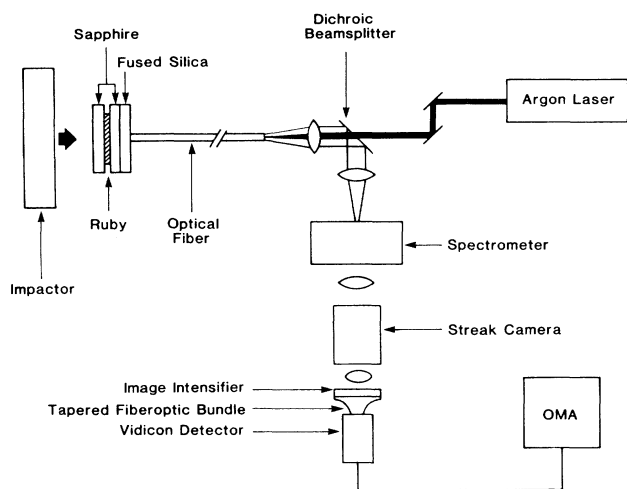 Dichroic
Beamsplitter
Sapphire
Fused Silica
Argon Laser
Ruby
Optical
Fiber
Impactor
Spectrometer
Streak Camera
Image Intensifier
Tapered Fiberoptic Bundle
Vidicon Detector
OMA